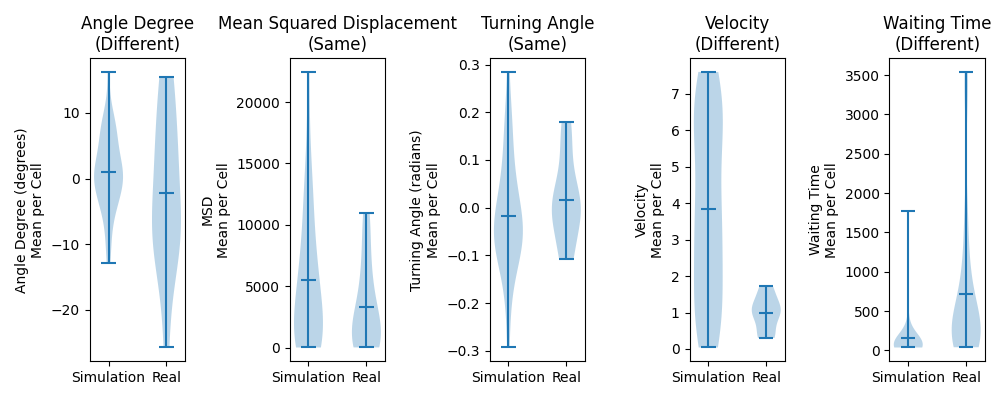 Angle Degree
(Different)
Angle Degree (degrees)
Mean per Cell
10
0
−10
−20
Simulation
Real
Mean Squared Displacement
(Same)
MSD
Mean per Cell
20000
15000
10000
5000
0
Simulation
Real
Turning Angle
(Same)
Turning Angle (radians)
Mean per Cell
0.3
0.2
0.1
0.0
−0.1
−0.2
−0.3
Simulation
Real
Velocity
(Different)
Velocity
Mean per Cell
7
6
5
4
3
2
1
0
Simulation
Real
Waiting Time
(Different)
Waiting Time
Mean per Cell
3500
3000
2500
2000
1500
1000
500
0
Simulation
Real